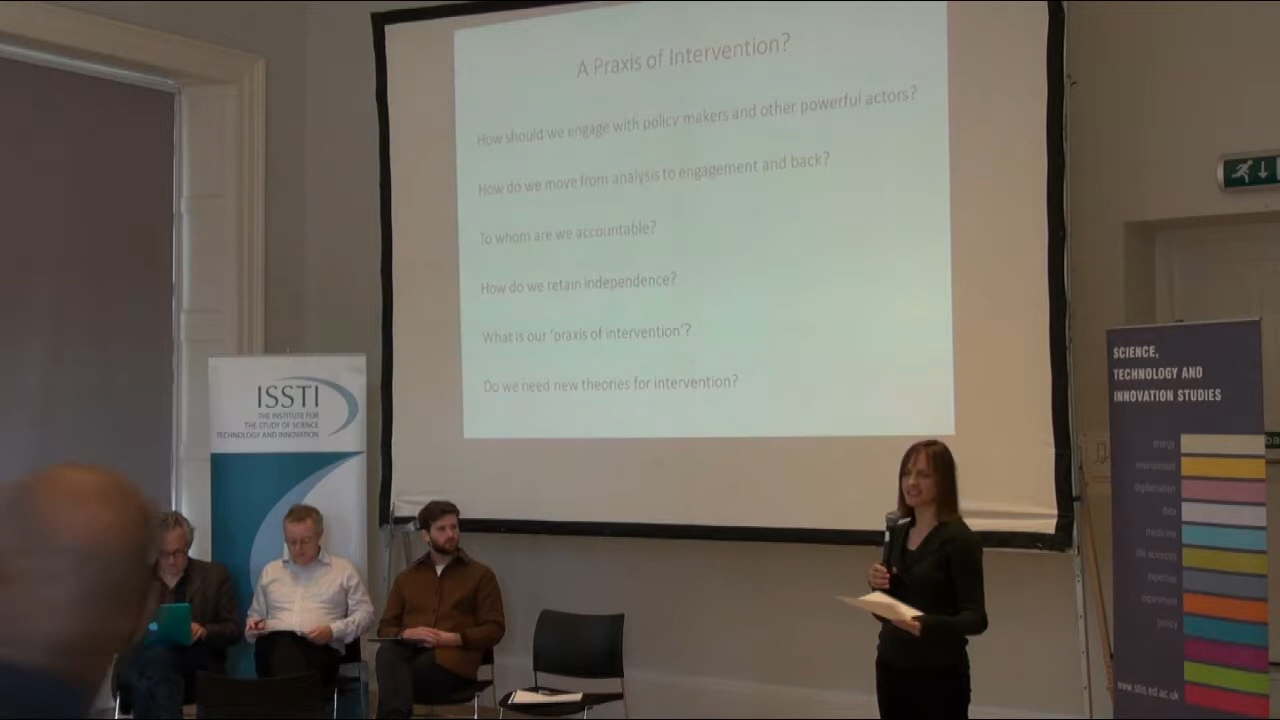 A Praxis of Intervention?
How should we engage with policy makers and other powerful actors?
How do we move from analysis to engagement and back?
To whom are we accountable?
How do we retain independence?
What is our 'praxis of intervention'?
Do we need new theories for intervention?
ISSTI
THE INSTITUTE FOR
THE STUDY OF SCIENCE
TECHNOLOGY AND INNOVATION
SCIENCE,
TECHNOLOGY AND
INNOVATION STUDIES
energy
environment
digitalisation
data
medicine
life sciences
expertise
experiment
policy
www.stis.ed.ac.uk